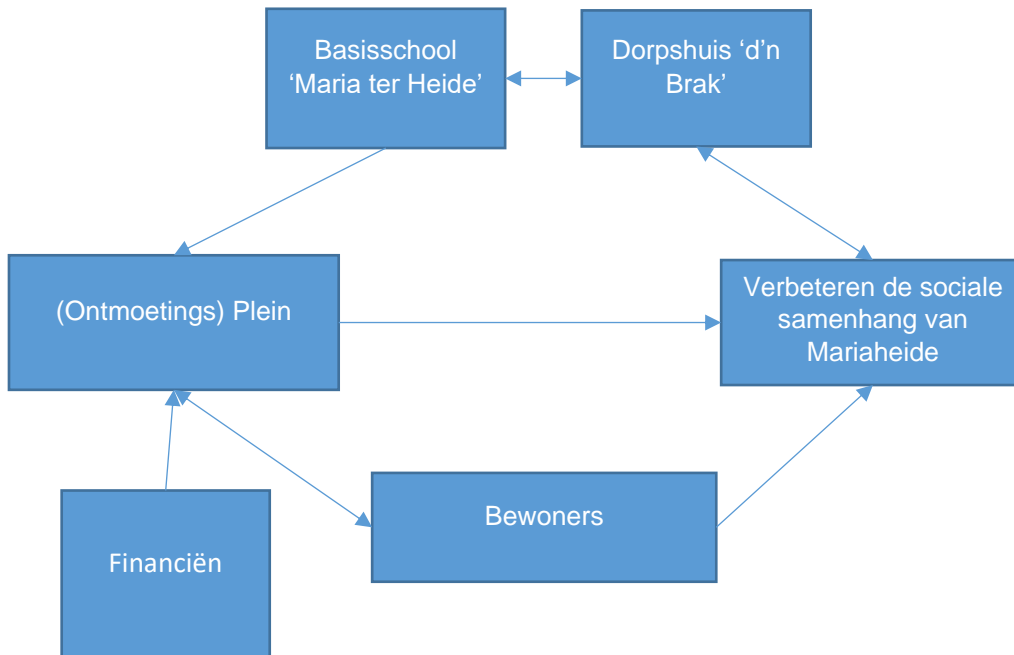 Basisschool
‘Maria ter Heide’
Dorpshuis ‘d’n
Brak’
(Ontmoetings) Plein
Verbeteren de sociale
samenhang van
Mariaheide
Bewoners
Financiën